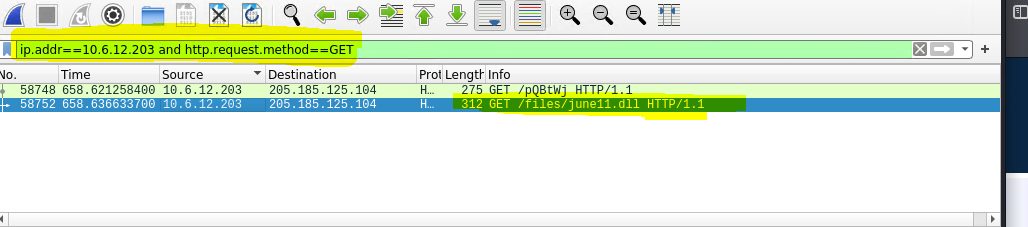 ip.addr==10.6.12.203 and http.request.method==GET
No. Time Source Destination Prot Length Info
58748 658.621258400 10.6.12.203 205.185.125.104 H… 275 GET /pQBtWj HTTP/1.1
58752 658.636633700 10.6.12.203 205.185.125.104 H… 312 GET /files/june11.dll HTTP/1.1